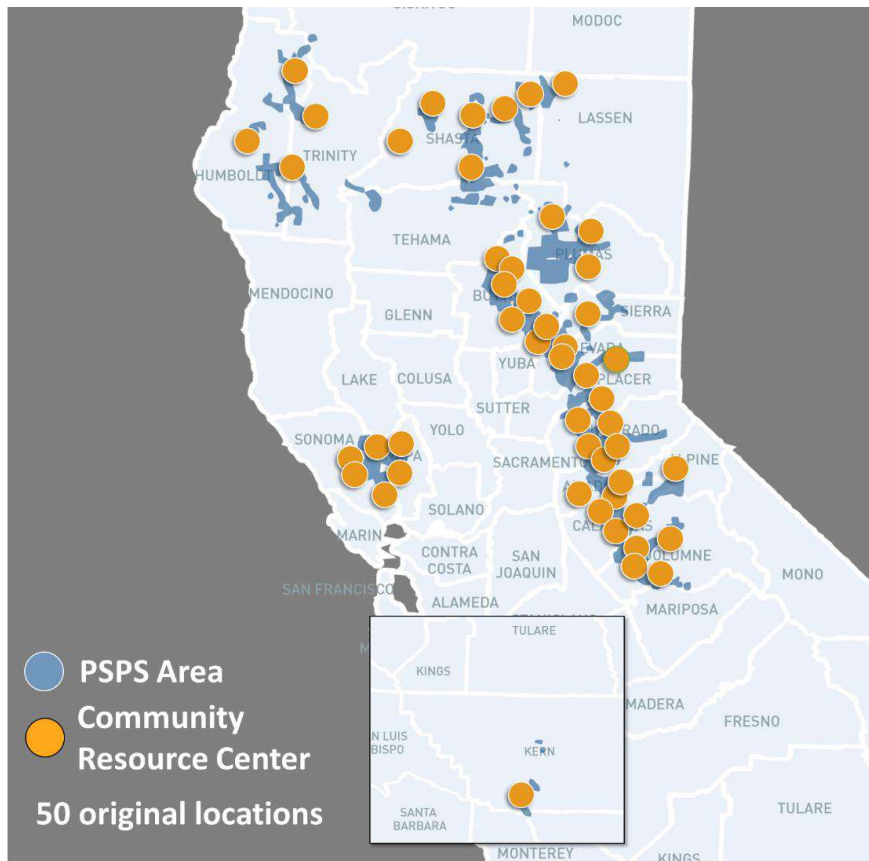 MODOC
LASSEN
SHASTA
TRINITY
HUMBOLDT
TEHAMA
PLUMAS
MENDOCINO
GLENN
SIERRA
YUBA
PLACER
LAKE
COLUSA
SUTTER
SONOMA
YOLO
SACRAMENTO
ALPINE
SOLANO
MARIN
CONTRA
COSTA
SAN
JOAQUIN
MONO
SAN FRANCISCO
ALAMEDA
MARIPOSA
TULARE
KINGS
MADERA
FRESNO
KERN
SANTA
BARBARA
TULARE
MONTEREY
KINGS
PSPS Area
Community
Resource Center
50 original locations